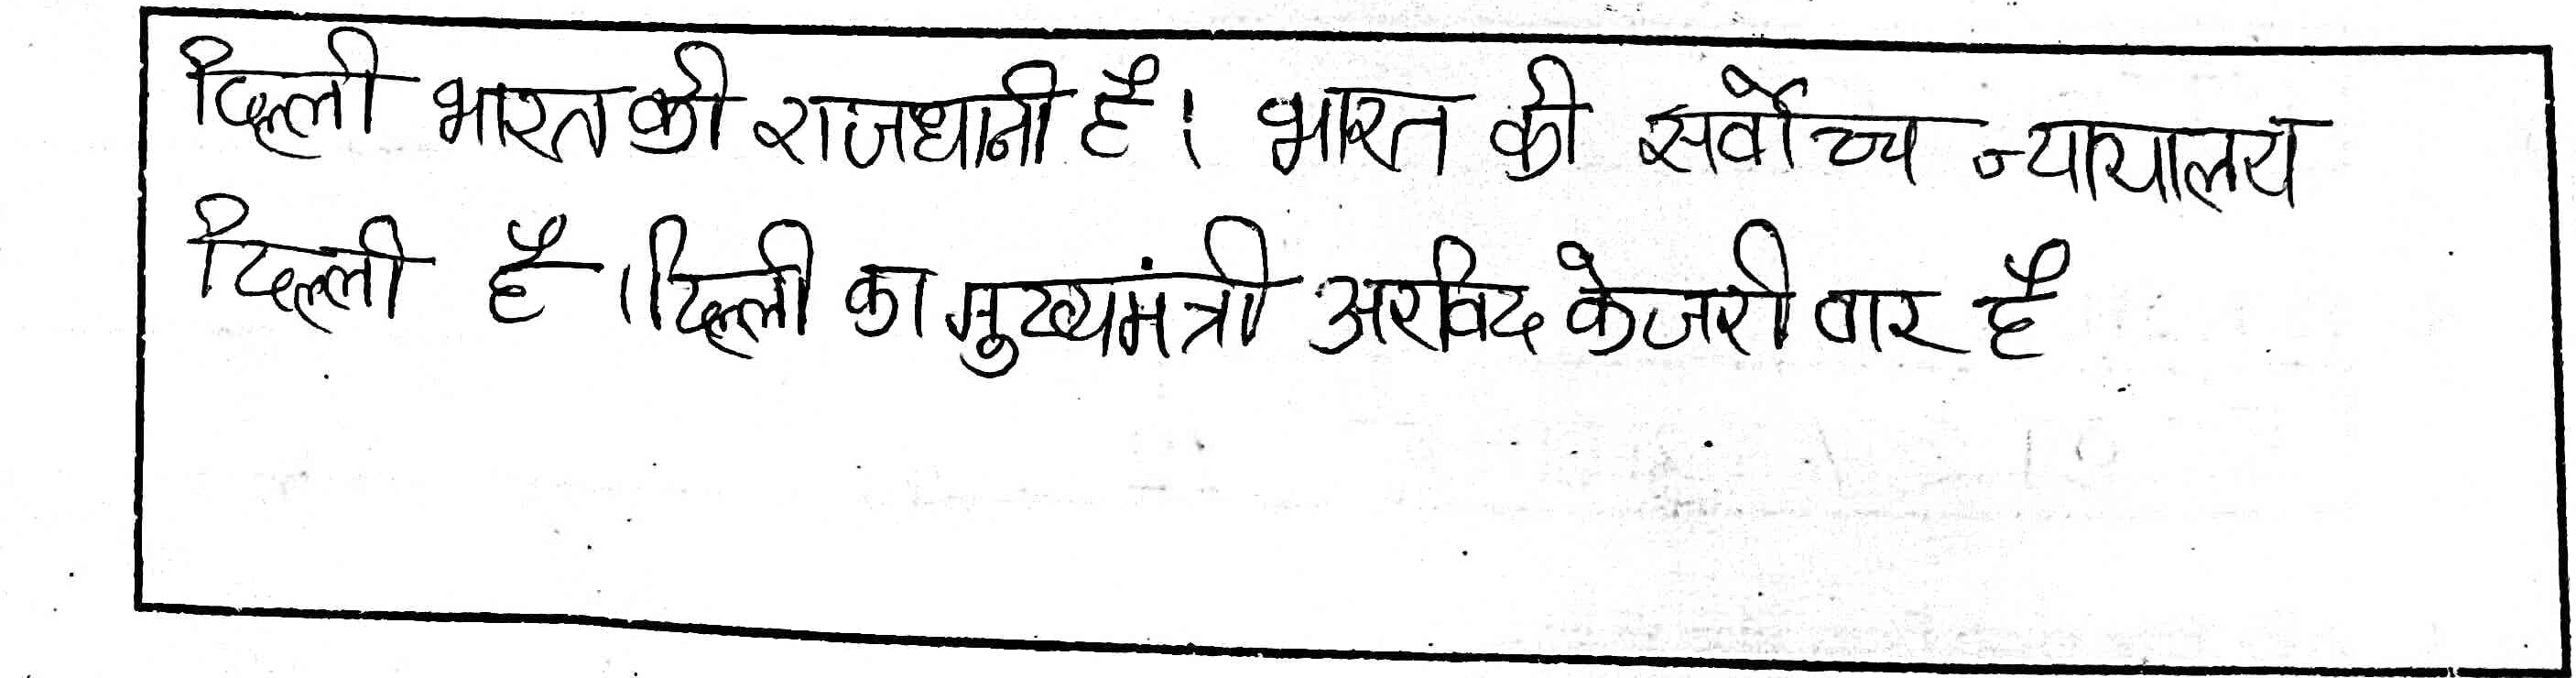 दिल्ली भारत की राजधानी है। भारत की सर्वोच्च न्यायालय
दिल्ली है। दिल्ली का मुख्यमंत्री अरविद केजरी वार है